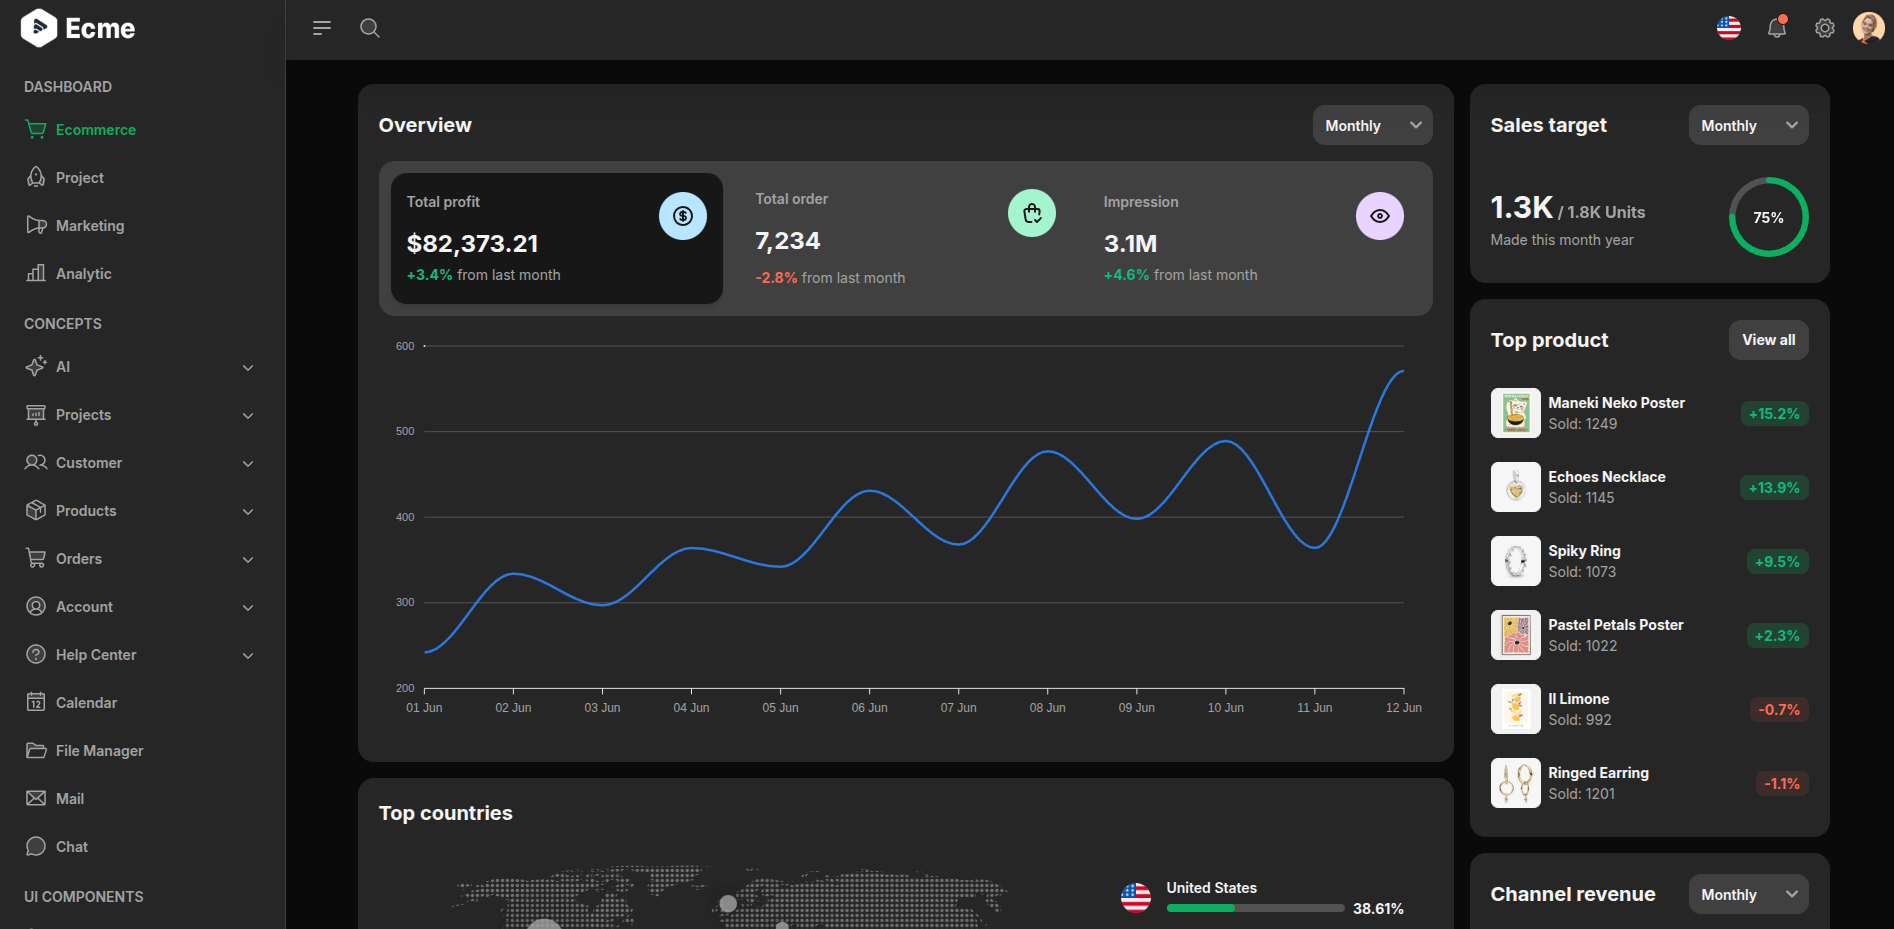 Ecme
DASHBOARD
Ecommerce
Project
Marketing
Analytic
CONCEPTS
AI
Projects
Customer
Products
Orders
Account
Help Center
12
Calendar
File Manager
Mail
Chat
UI COMPONENTS
Overview
Monthly
Total profit
$82,373.21
+3.4% from last month
Total order
7,234
-2.8% from last month
Impression
3.1M
+4.6% from last month
600
500
400
300
200
01 Jun 02 Jun 03 Jun 04 Jun 05 Jun 06 Jun 07 Jun 08 Jun 09 Jun 10 Jun 11 Jun 12 Jun
Top countries
United States
38.61%
Sales target
Monthly
1.3K / 1.8K Units
Made this month year
75%
Top product
View all
Maneki Neko Poster
Sold: 1249
+15.2%
Echoes Necklace
Sold: 1145
+13.9%
Spiky Ring
Sold: 1073
+9.5%
Pastel Petals Poster
Sold: 1022
+2.3%
Il Limone
Sold: 992
-0.7%
Ringed Earring
Sold: 1201
-1.1%
Channel revenue
Monthly